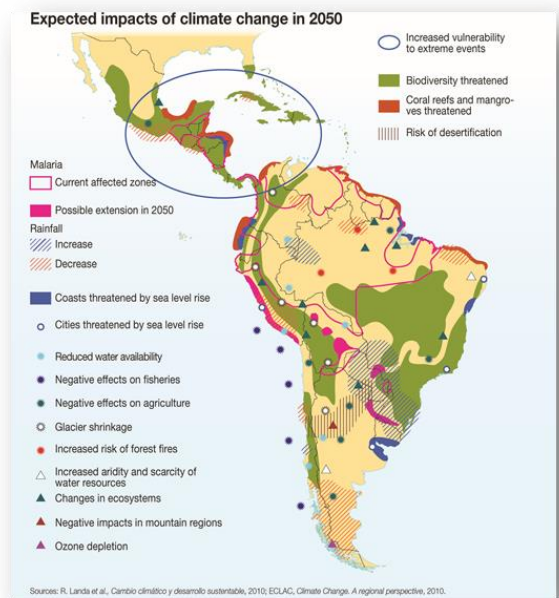 Expected impacts of climate change in 2050
Increased vulnerability
to extreme events
Biodiversity threatened
Coral reefs and mangro-
ves threatened
Risk of desertification
Malaria
Current affected zones
Possible extension in 2050
Rainfall
Increase
Decrease
Coasts threatened by sea level rise
Cities threatened by sea level rise
Reduced water availability
Negative effects on fisheries
Negative effects on agriculture
Glacier shrinkage
Increased risk of forest fires
Increased aridity and scarcity of
water resources
Changes in ecosystems
Negative impacts in mountain regions
Ozone depletion
Sources: R. Landa et al., Cambio climático y desarrollo sustentable, 2010; ECLAC, Climate Change. A regional perspective, 2010.